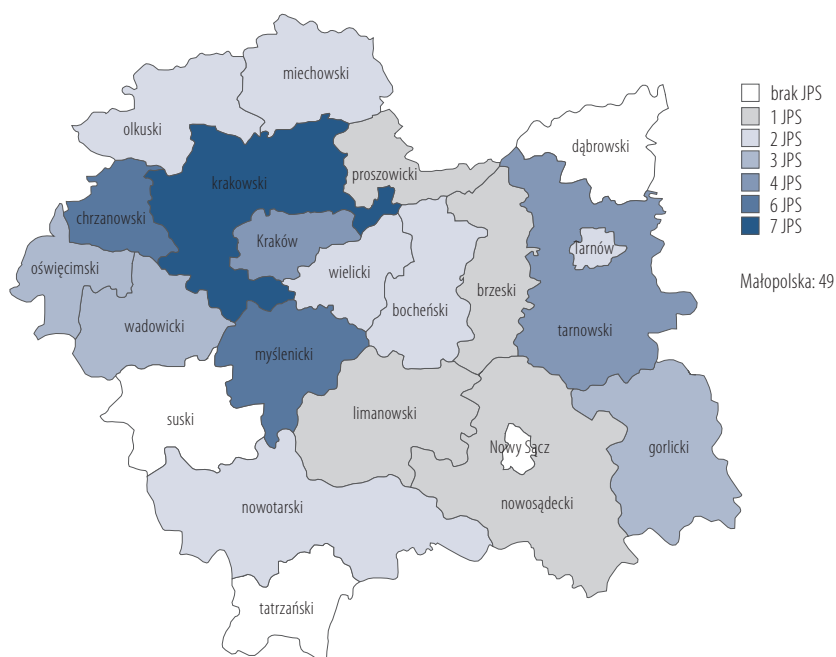 miechowski
olkuski
dąbrowski
proszowicki
krakowski
chrzanowski
Kraków
Tarnów
oświęcimski
wielicki
brzeski
bocheński
wadowicki
tarnowski
myślenicki
limanowski
suski
Nowy Sącz
gorlicki
nowotarski
nowosądecki
tatrzański
brak JPS
1 JPS
2 JPS
3 JPS
4 JPS
6 JPS
7 JPS
Małopolska: 49